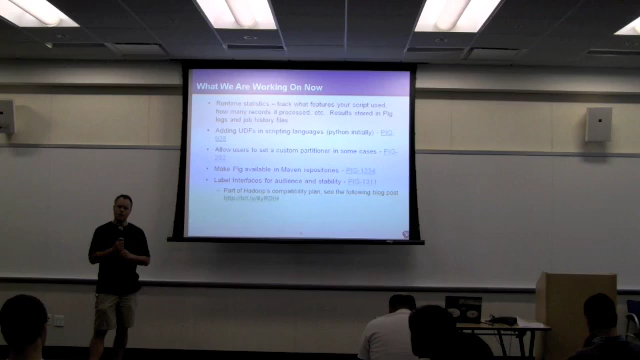 What We Are Working On Now
Runtime statistics – track what features your script used,
how many records it processed, etc. Results stored in Pig
logs and job history files
Adding UDFs in scripting languages (python initially) - PIG-
928
Allow users to set a custom partitioner in some cases - PIG-
Make Pig available in Maven repositories - PIG-1334
Label Interfaces for audience and stability - PIG-1311
Part of Hadoop's compatibility plan, see the following blog post